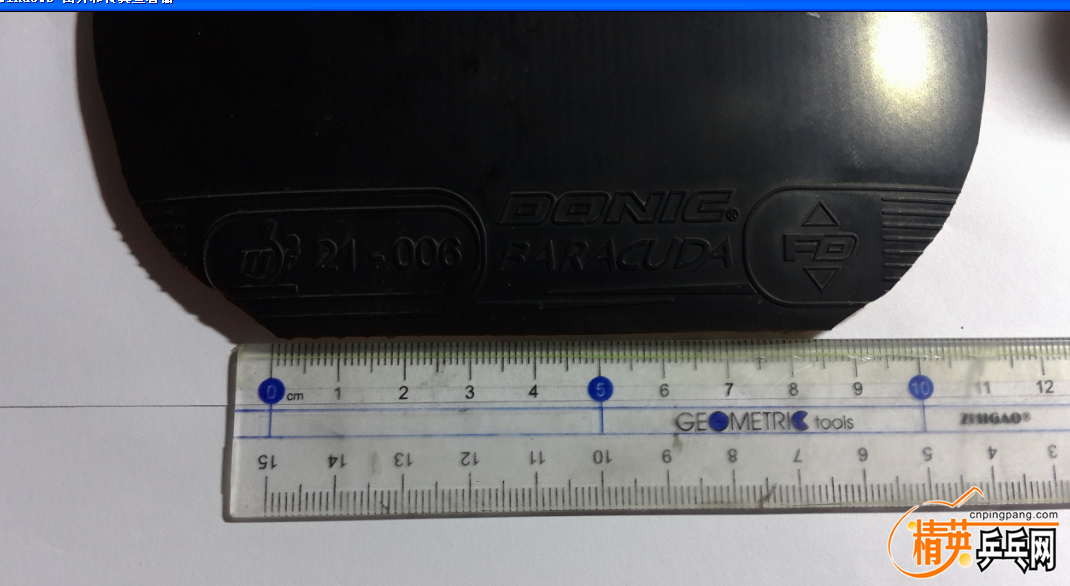 21-006
DONIC®
BARACUDA
FD
0 cm 1 2 3 4 5 6 7 8 9 10 11 12
GEOMETRIC tools
ZHIGAO®
15 14 13 12 11 10 9 8 7 6 5 4 3
cnpingpang.com
精英乒乓网